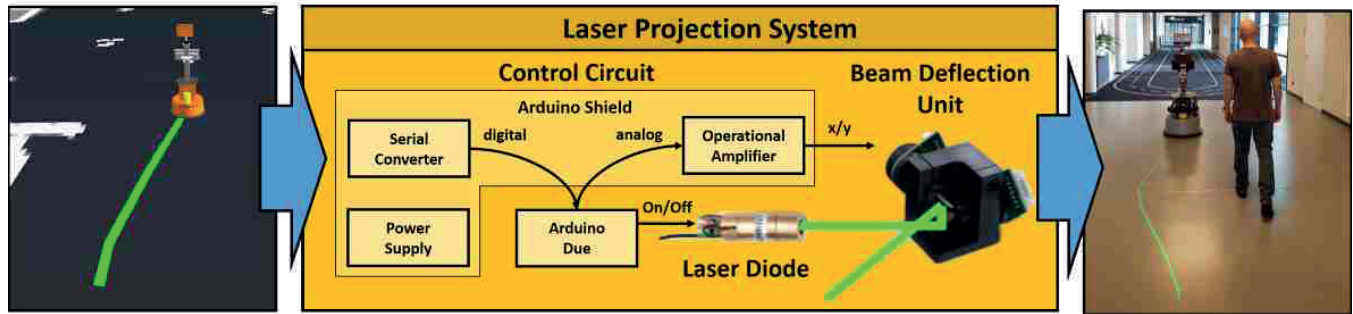 Laser Projection System
Control Circuit
Beam Deflection
Unit
Arduino Shield
Serial
Converter
digital
analog
Operational
Amplifier
x/y
Power
Supply
Arduino
Due
On/Off
Laser Diode